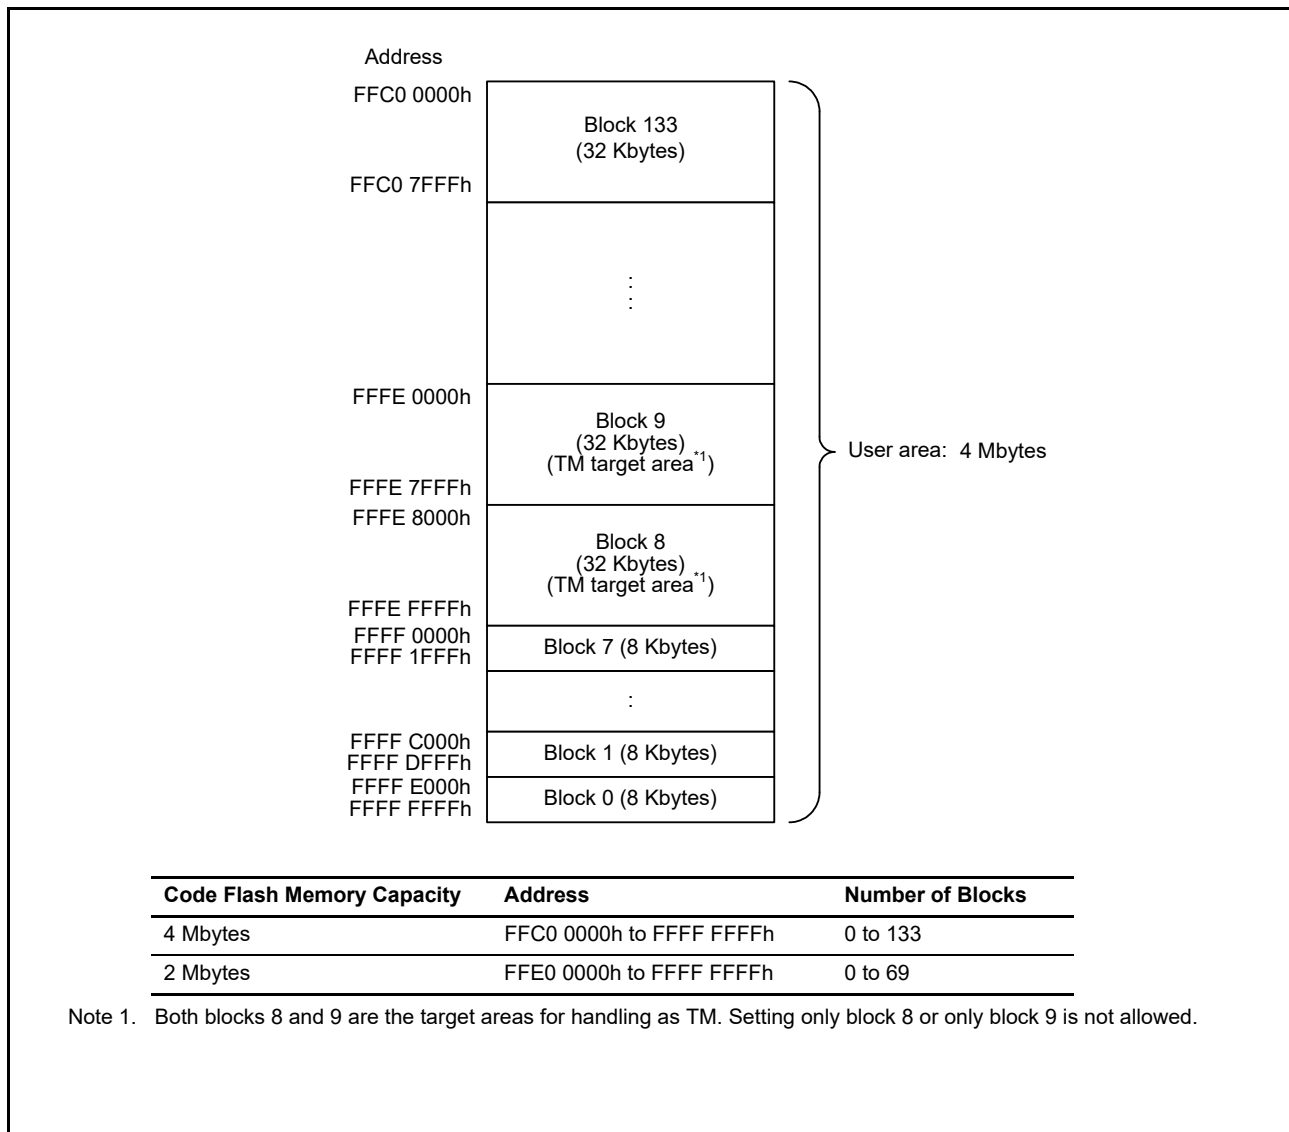 Address
FFC0 0000h
Block 133
(32 Kbytes)
FFC0 7FFFh
:
:
FFFE 0000h
Block 9
(32 Kbytes)
(TM target area*1)
FFFE 7FFFh
User area: 4 Mbytes
FFFE 8000h
Block 8
(32 Kbytes)
(TM target area*1)
FFFE FFFFh
FFFF 0000h
Block 7 (8 Kbytes)
FFFF 1FFFh
:
FFFF C000h
Block 1 (8 Kbytes)
FFFF DFFFh
FFFF E000h
Block 0 (8 Kbytes)
FFFF FFFFh
Code Flash Memory Capacity Address Number of Blocks
4 Mbytes FFC0 0000h to FFFF FFFFh 0 to 133
2 Mbytes FFE0 0000h to FFFF FFFFh 0 to 69
Note 1. Both blocks 8 and 9 are the target areas for handling as TM. Setting only block 8 or only block 9 is not allowed.